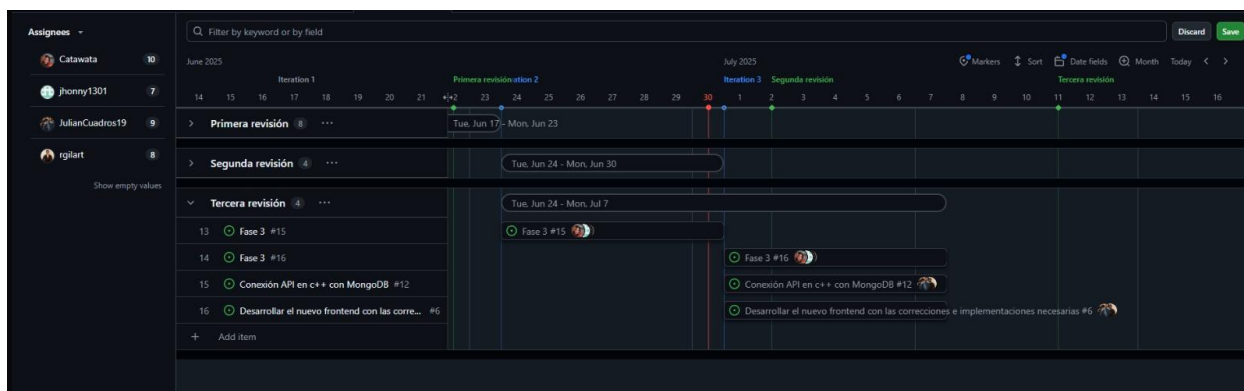 Assignees
Catawata 10
jhonny1301 7
JulianCuadros19 9
rgilart 8
Show empty values
Filter by keyword or by field
Discard Save
June 2025 July 2025 Markers Sort Date fields Month Today
Iteration 1 Primera revisión ation 2 Iteration 3 Segunda revisión Tercera revisión
14 15 16 17 18 19 20 21 22 23 24 25 26 27 28 29 30 1 2 3 4 5 6 7 8 9 10 11 12 13 14 15 16
Primera revisión 8 ... Tue, Jun 17 - Mon, Jun 23
Segunda revisión 4 ... Tue, Jun 24 - Mon, Jun 30
Tercera revisión 4 ... Tue, Jun 24 - Mon, Jul 7
13 Fase 3 #15 Fase 3 #15
14 Fase 3 #16 Fase 3 #16
15 Conexión API en c++ con MongoDB #12 Conexión API en c++ con MongoDB #12
16 Desarrollar el nuevo frontend con las corre... #6 Desarrollar el nuevo frontend con las correcciones e implementaciones necesarias #6
+ Add item